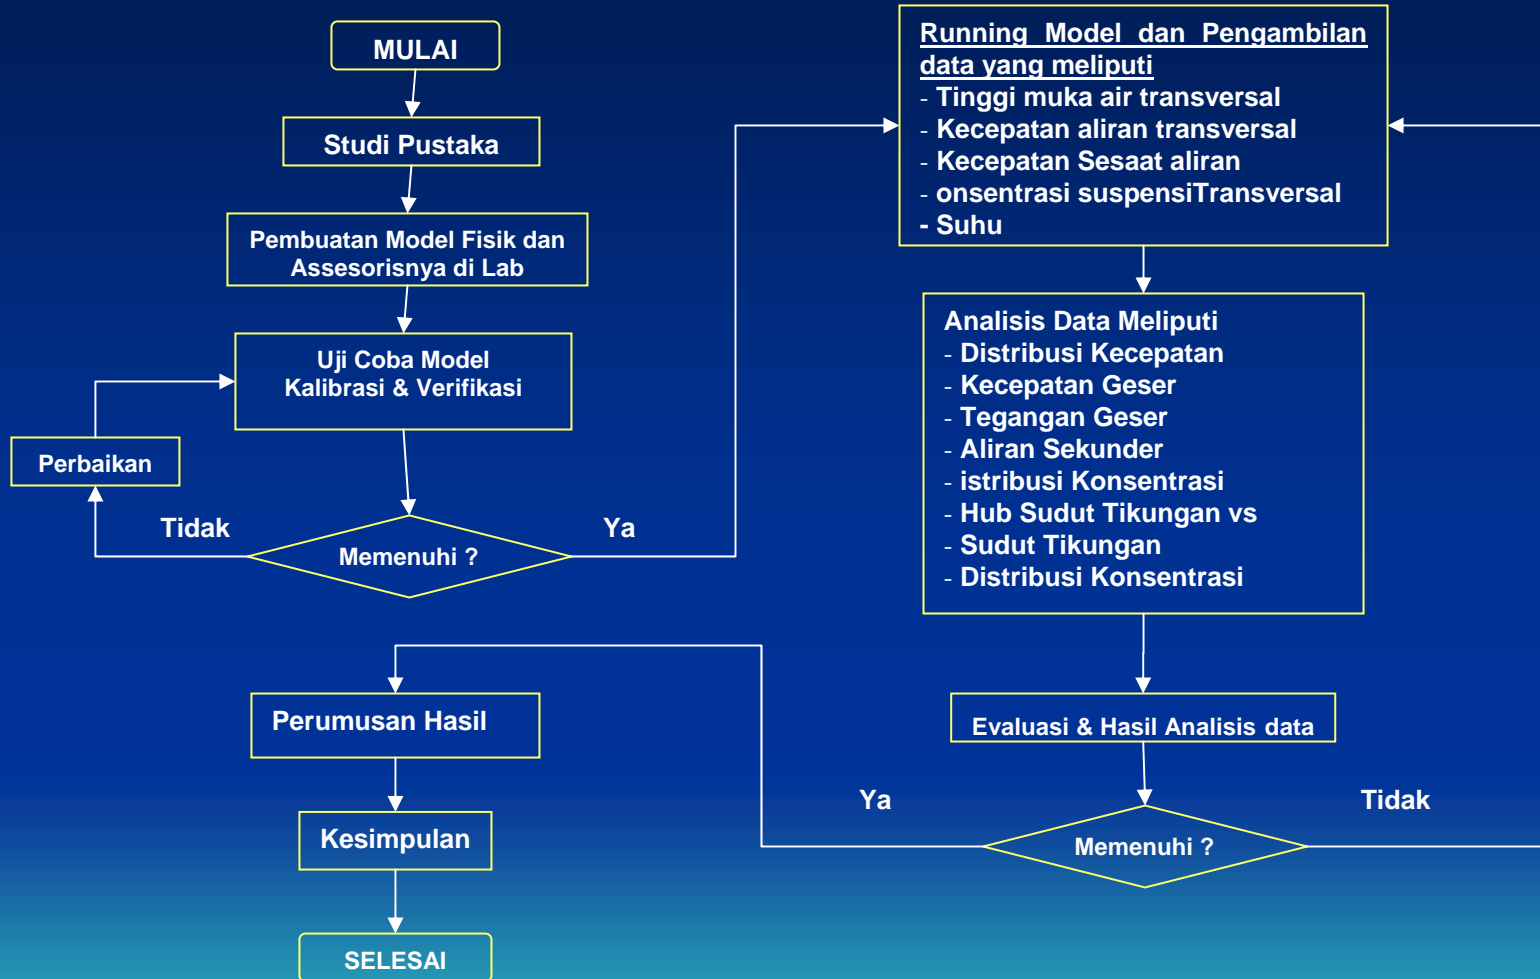 MULAI
Studi Pustaka
Pembuatan Model Fisik dan
Assesorisnya di Lab
Uji Coba Model
Kalibrasi & Verifikasi
Perbaikan
Tidak
Ya
Memenuhi ?
Running Model dan Pengambilan
data yang meliputi
- Tinggi muka air transversal
- Kecepatan aliran transversal
- Kecepatan Sesaat aliran
- onsentrasi suspensiTransversal
- Suhu
Analisis Data Meliputi
- Distribusi Kecepatan
- Kecepatan Geser
- Tegangan Geser
- Aliran Sekunder
- istribusi Konsentrasi
- Hub Sudut Tikungan vs
- Sudut Tikungan
- Distribusi Konsentrasi
Evaluasi & Hasil Analisis data
Ya
Tidak
Memenuhi ?
Perumusan Hasil
Kesimpulan
SELESAI